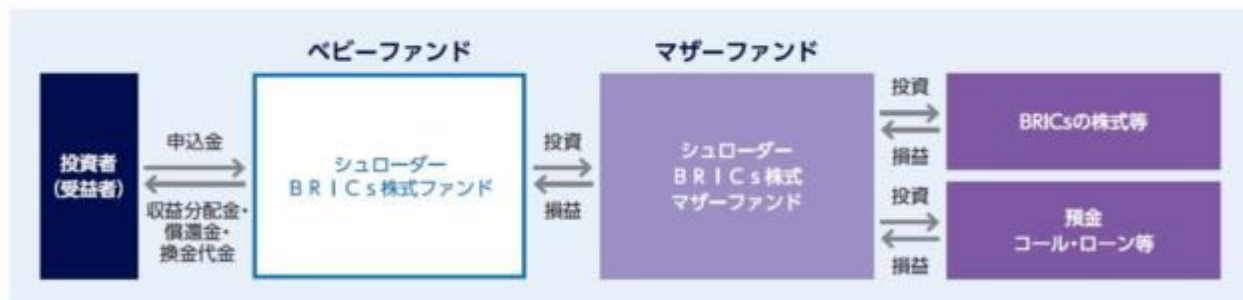 ベビーファンド
マザーファンド
投資者
(受益者)
申込金
収益分配金・
償還金・
換金代金
シュローダー
BRICs株式ファンド
投資
損益
シュローダー
BRICs株式
マザーファンド
投資
損益
BRICsの株式等
投資
損益
預金
コール・ローン等